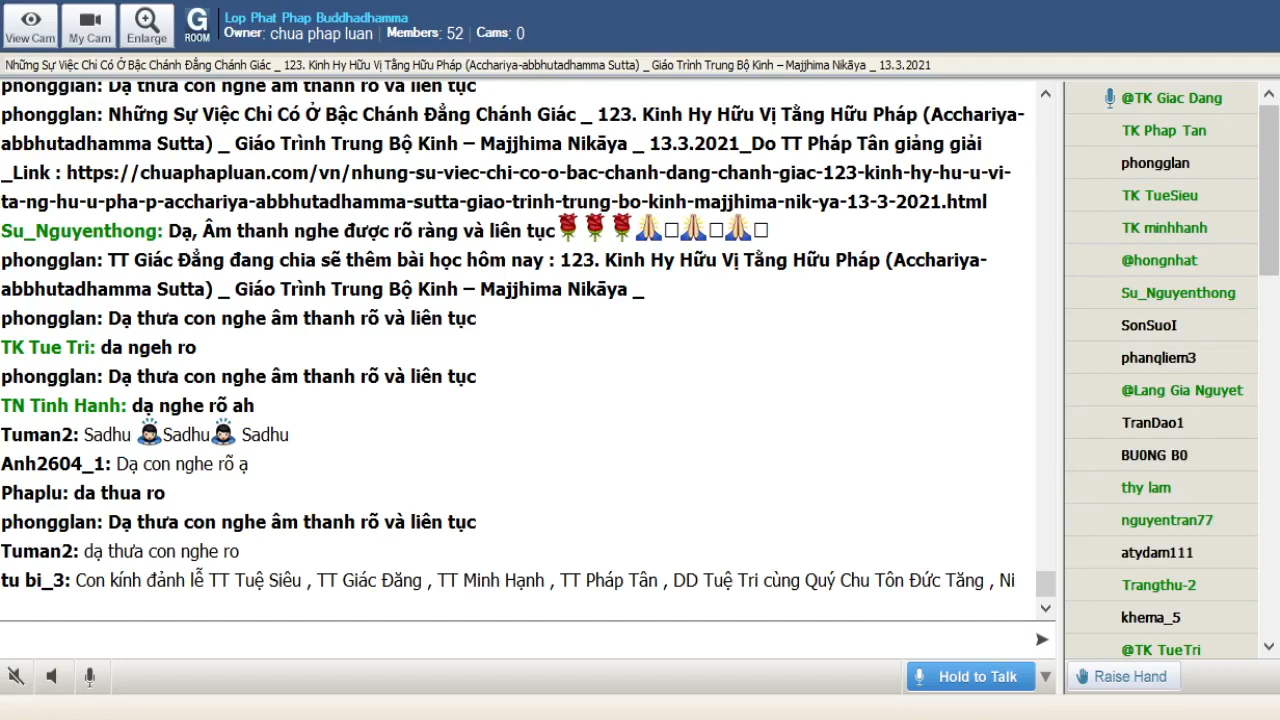 View Cam
My Cam
Enlarge
G
ROOM
Lop Phat Phap Buddhadhamma
Owner: chua phap luan | Members: 52 | Cams: 0
Những Sự Việc Chỉ Có Ở Bậc Chánh Đẳng Chánh Giác _ 123. Kinh Hy Hữu Vị Tằng Hữu Pháp (Acchariya-abbhutadhamma Sutta) _ Giáo Trình Trung Bộ Kinh – Majjhima Nikāya _ 13.3.2021
phongglan: Dạ thưa con nghe âm thanh rõ và liên tục
phongglan: Những Sự Việc Chỉ Có Ở Bậc Chánh Đẳng Chánh Giác _ 123. Kinh Hy Hữu Vị Tằng Hữu Pháp (Acchariya-
abbhutadhamma Sutta) _ Giáo Trình Trung Bộ Kinh – Majjhima Nikāya _ 13.3.2021_Do TT Pháp Tân giảng giải
_Link : https://chuaphapluan.com/vn/nhung-su-viec-chi-co-o-bac-chanh-dang-chanh-giac-123-kinh-hy-hu-u-vi-
ta-ng-hu-u-pha-p-acchariya-abbhutadhamma-sutta-giao-trinh-trung-bo-kinh-majjhima-nik-ya-13-3-2021.html
Su_Nguyenthong: Dạ, Âm thanh nghe được rõ ràng và liên tục🌹🌹🌹🙏□🙏□🙏□
phongglan: TT Giác Đẳng đang chia sẽ thêm bài học hôm nay : 123. Kinh Hy Hữu Vị Tằng Hữu Pháp (Acchariya-
abbhutadhamma Sutta) _ Giáo Trình Trung Bộ Kinh – Majjhima Nikāya _
phongglan: Dạ thưa con nghe âm thanh rõ và liên tục
TK Tue Tri: da ngeh ro
phongglan: Dạ thưa con nghe âm thanh rõ và liên tục
TN Tinh Hanh: dạ nghe rõ ah
Tuman2: Sadhu 🙇Sadhu🙇 Sadhu
Anh2604_1: Dạ con nghe rõ ạ
Phaplu: da thua ro
phongglan: Dạ thưa con nghe âm thanh rõ và liên tục
Tuman2: dạ thưa con nghe ro
tu bi_3: Con kính đảnh lễ TT Tuệ Siêu , TT Giác Đăng , TT Minh Hạnh , TT Pháp Tân , DD Tuệ Tri cùng Quý Chu Tôn Đức Tăng , Ni
@TK Giac Dang
TK Phap Tan
phongglan
TK TueSieu
TK minhhanh
@hongnhat
Su_Nguyenthong
SonSuoI
phanqliem3
@Lang Gia Nguyet
TranDao1
BU0NG B0
thy lam
nguyentran77
atydam111
Trangthu-2
khema_5
@TK TueTri
Hold to Talk
Raise Hand